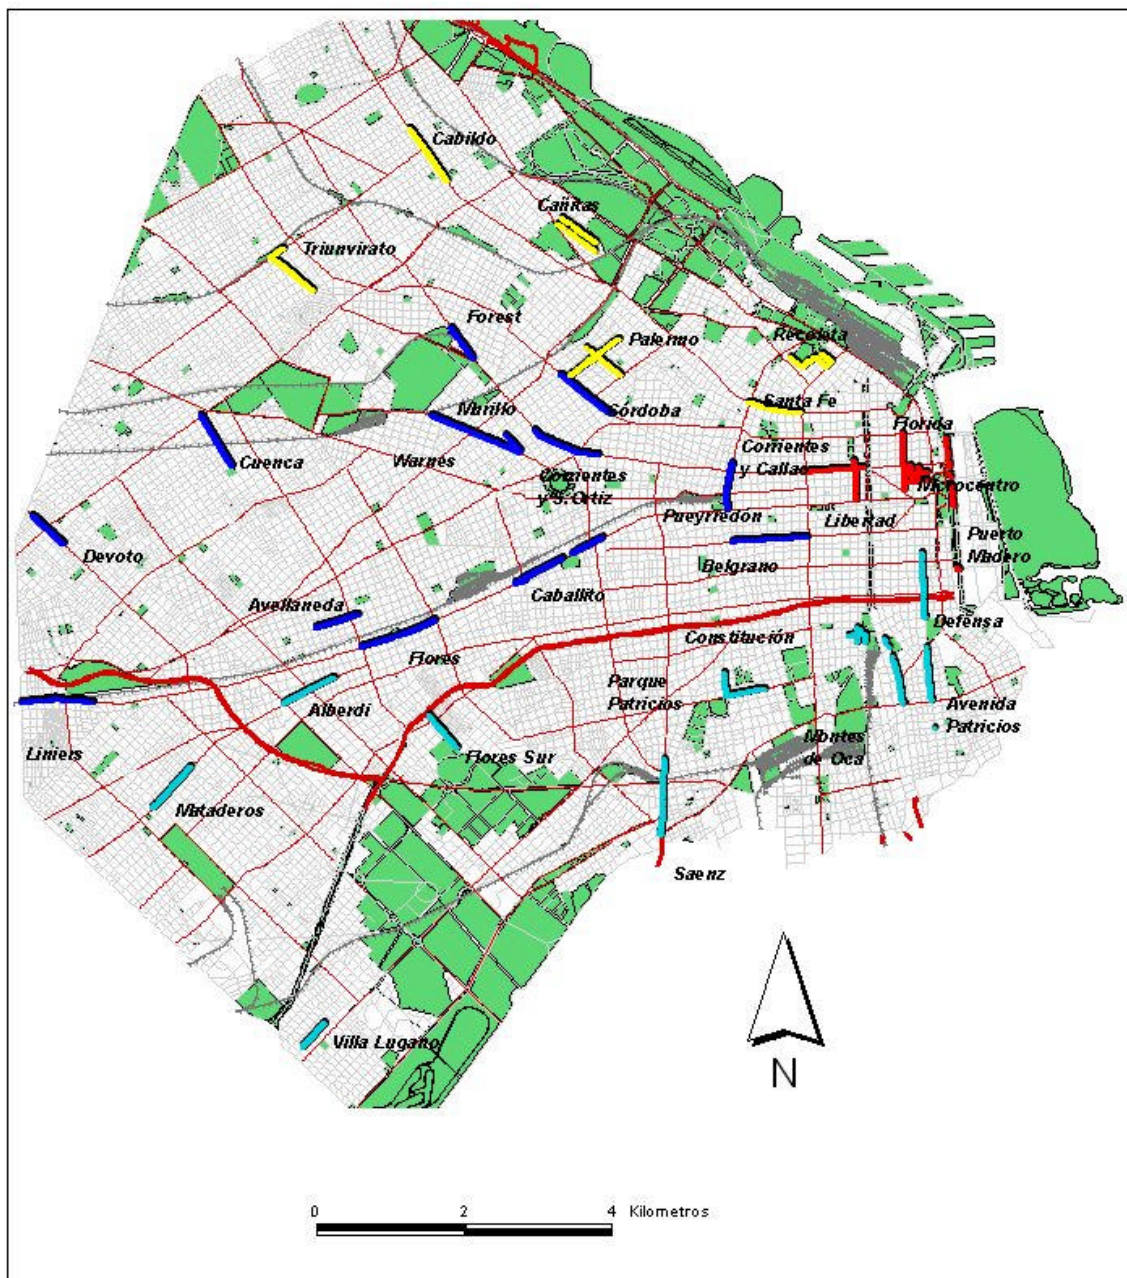 Cabildo
Cañitas
Triunvirato
Forest
Palermo
Recoleta
Murillo
Córdoba
Santa Fe
Florida
Cuenca
Warnes
Corrientes
y S. Ortiz
Corrientes
y Callao
Microcentro
Pueyrredón
Libertad
Devoto
Belgrano
Puerto
Madero
Avellaneda
Caballito
Defensa
Flores
Constitución
Alberdi
Parque
Patricios
Avenida
Patricios
Liniers
Flores Sur
Montes
de Oca
Mataderos
Saenz
Villa Lugano
N
0 2 4 Kilometros